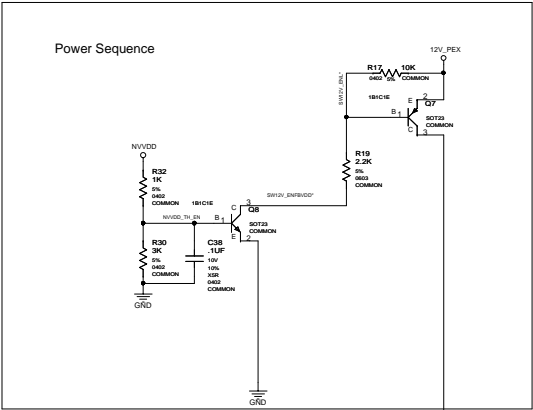 Power Sequence
12V_PEX
R17 10K
0402 5% COMMON
SW12V_ENL*
1B1C1E
E 2
Q7
B 1
SOT23
COMMON
C 3
R19
2.2K
5%
0603
COMMON
NVVDD
R32
1K
5%
0402
COMMON
1B1C1E
SW12V_ENFBVDD*
C 3
Q8
NVVDD_TH_EN
B 1
SOT23
COMMON
E 2
R30
3K
5%
0402
COMMON
C38
.1UF
10V
10%
X5R
0402
COMMON
GND
GND